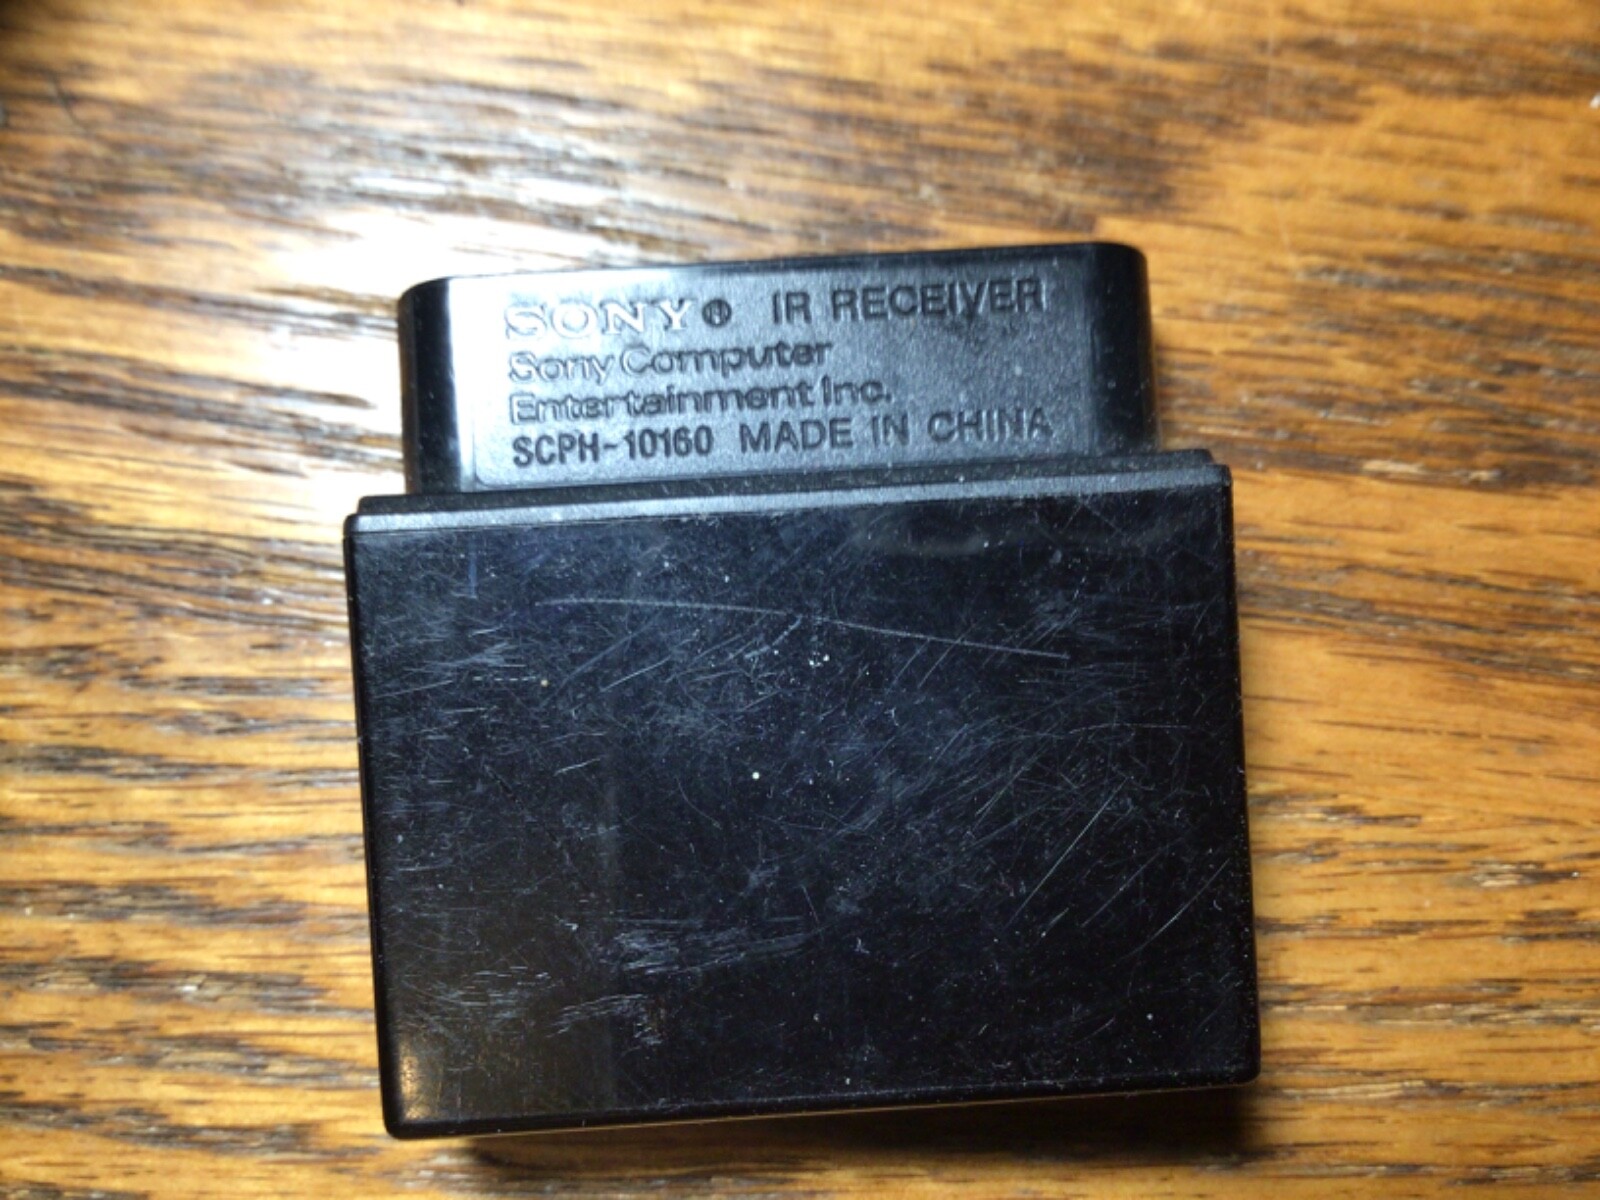 SONY® IR RECEIVER
Sony Computer
Entertainment Inc.
SCPH-10160 MADE IN CHINA